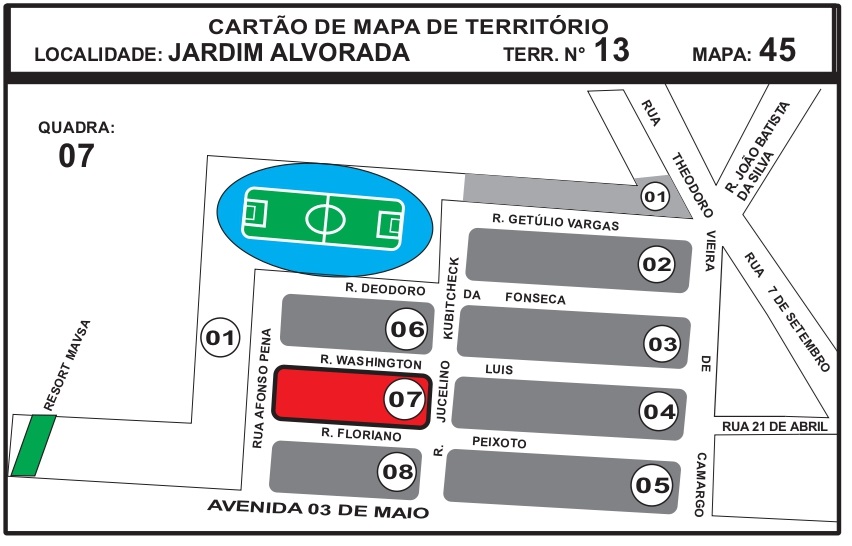 CARTÃO DE MAPA DE TERRITÓRIO
LOCALIDADE: JARDIM ALVORADA TERR. N° 13 MAPA: 45
QUADRA:
07
RUA THEODORO VIEIRA DE CAMARGO
R. JOÃO BATISTA
DA SILVA
01
R. GETÚLIO VARGAS
02
RUA 7 DE SETEMBRO
R. DEODORO DA FONSECA
R. JUCELINO KUBITCHECK
06
03
01
RESORT MAVSA
RUA AFONSO PENA
R. WASHINGTON LUIS
07
04
RUA 21 DE ABRIL
R. FLORIANO PEIXOTO
08
05
AVENIDA 03 DE MAIO